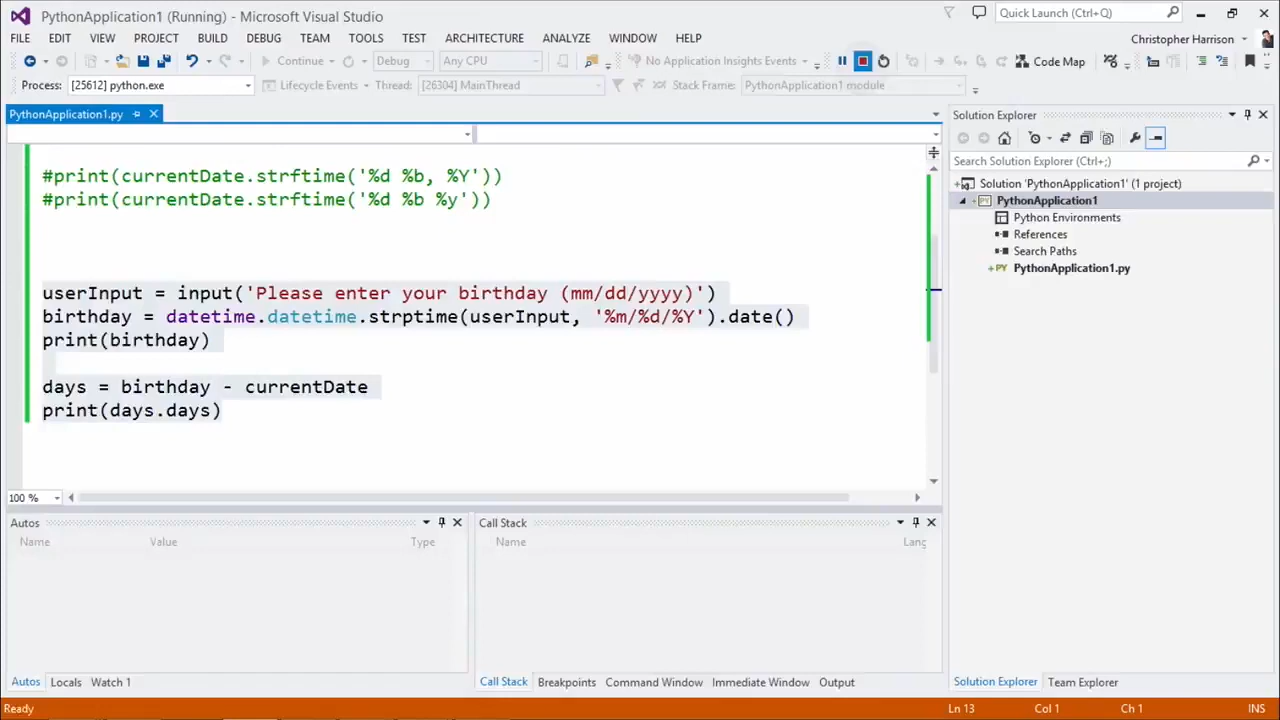 PythonApplication1 (Running) - Microsoft Visual Studio
Quick Launch (Ctrl+Q)
FILE EDIT VIEW PROJECT BUILD DEBUG TEAM TOOLS TEST ARCHITECTURE ANALYZE WINDOW HELP
Christopher Harrison
Continue Debug Any CPU No Application Insights Events Code Map
Process: [25612] python.exe Lifecycle Events Thread: [26304] MainThread Stack Frame: PythonApplication1 module
PythonApplication1.py
#print(currentDate.strftime('%d %b, %Y'))
#print(currentDate.strftime('%d %b %y'))
userInput = input('Please enter your birthday (mm/dd/yyyy)')
birthday = datetime.datetime.strptime(userInput, '%m/%d/%Y').date()
print(birthday)
days = birthday - currentDate
print(days.days)
100 %
Solution Explorer
Search Solution Explorer (Ctrl+;)
Solution 'PythonApplication1' (1 project)
PY PythonApplication1
Python Environments
References
Search Paths
PY PythonApplication1.py
Autos
Name Value Type
Call Stack
Name Lang
Autos Locals Watch 1
Call Stack Breakpoints Command Window Immediate Window Output
Solution Explorer Team Explorer
Ready Ln 13 Col 1 Ch 1 INS